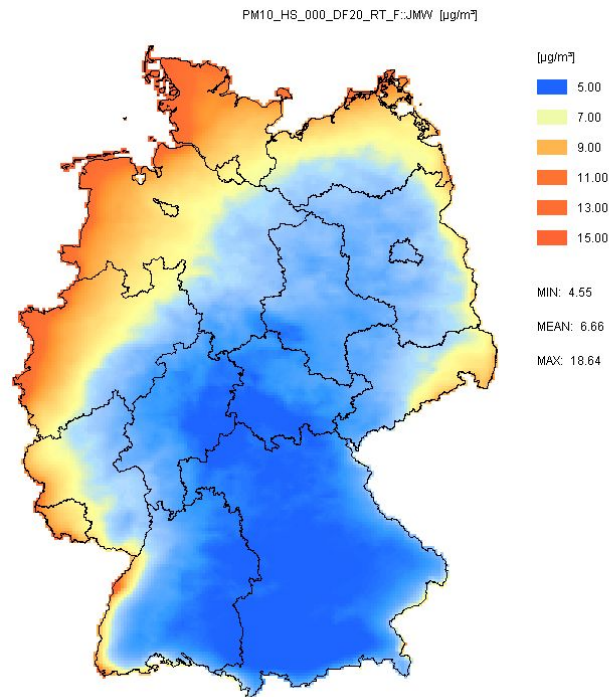 PM10_HS_000_DF20_RT_F::JMW [µg/m³]
[µg/m³]
5.00
7.00
9.00
11.00
13.00
15.00
MIN: 4.55
MEAN: 6.66
MAX: 18.64